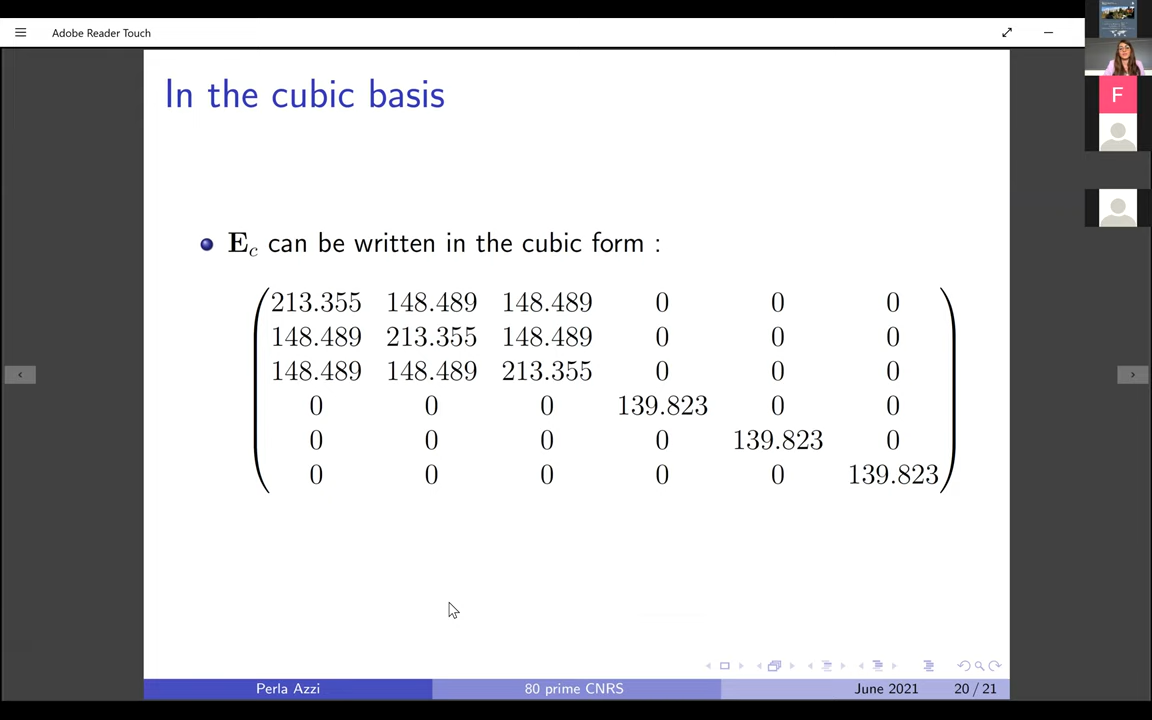 Adobe Reader Touch
In the cubic basis
F
E_c can be written in the cubic form :
213.355 148.489 148.489 0 0 0
148.489 213.355 148.489 0 0 0
148.489 148.489 213.355 0 0 0
0 0 0 139.823 0 0
0 0 0 0 139.823 0
0 0 0 0 0 139.823
Perla Azzi 80 prime CNRS June 2021 20 / 21